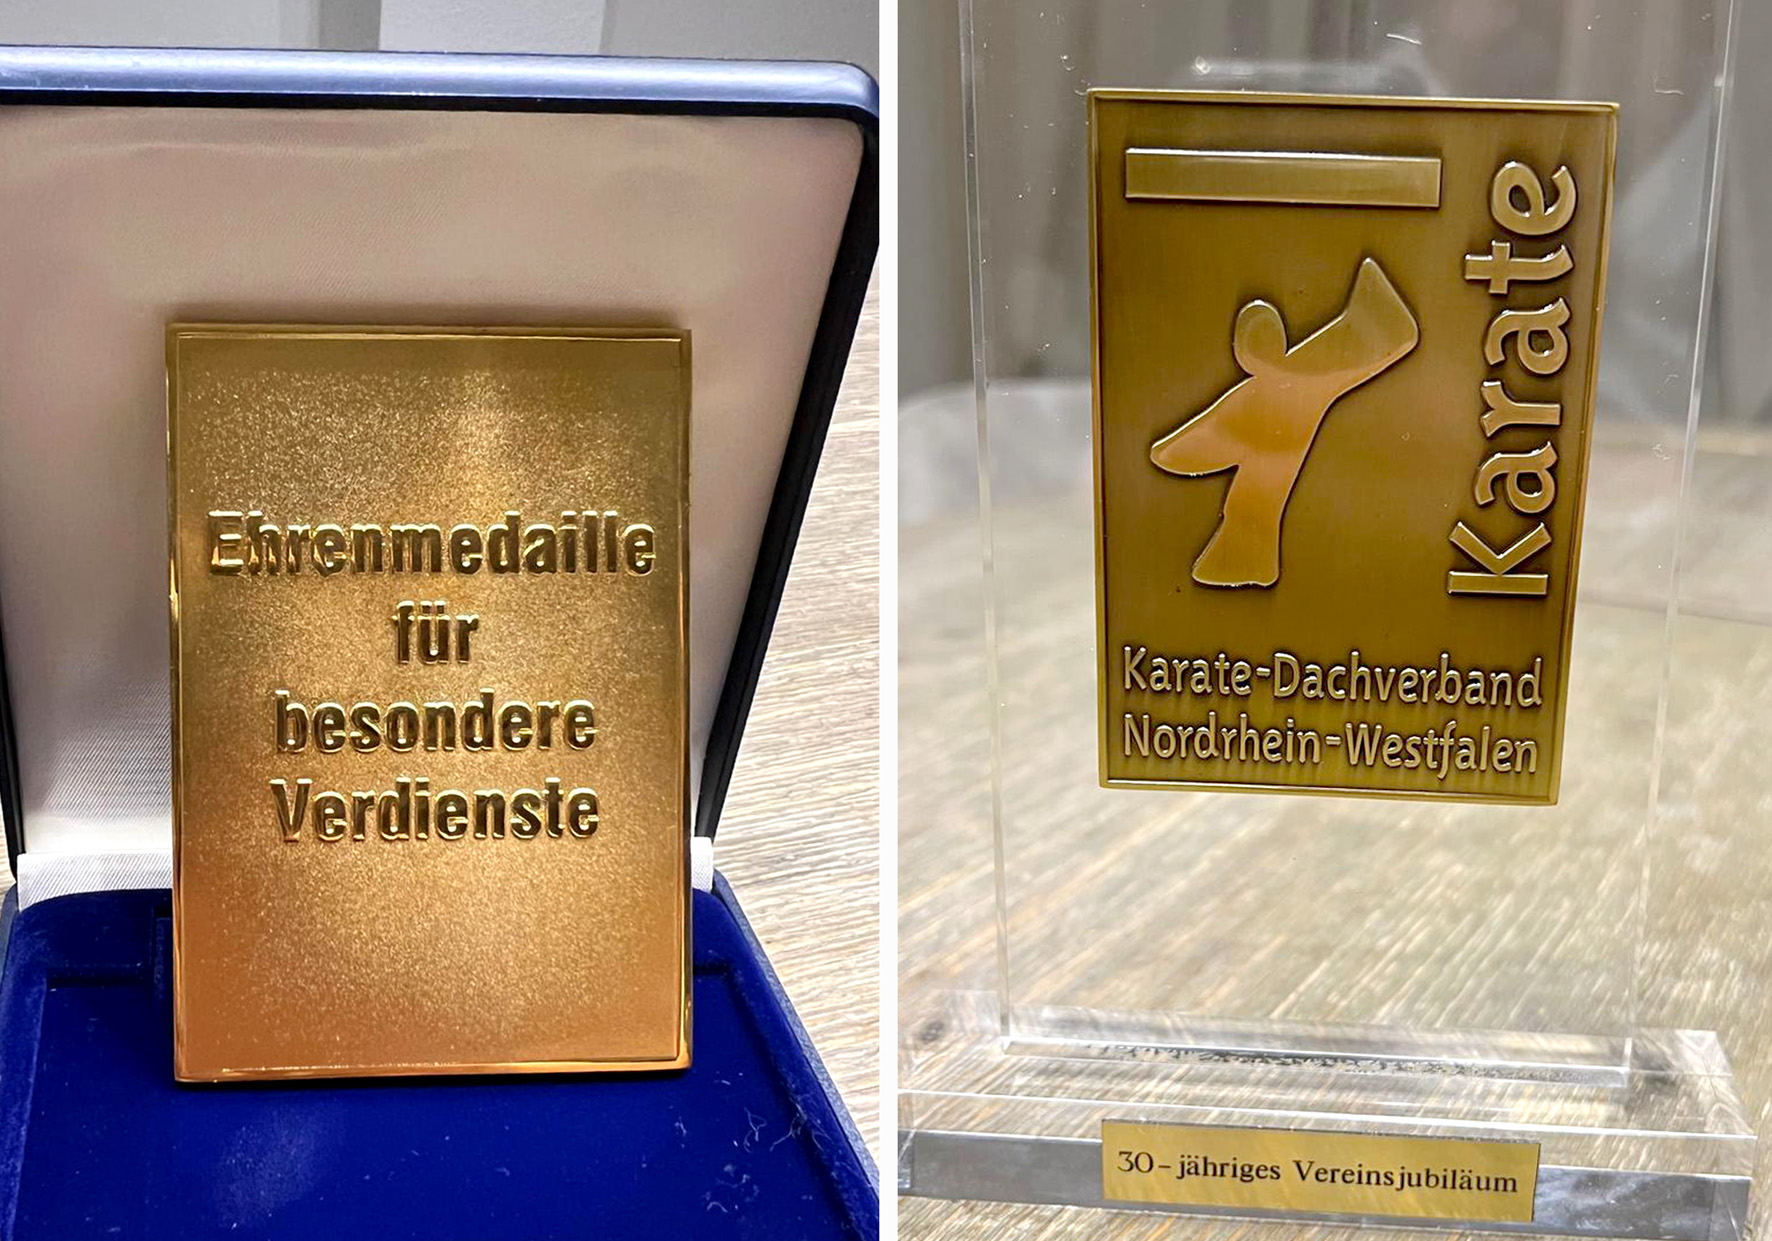 Ehrenmedaille
für
besondere
Verdienste
Karate
Karate-Dachverband
Nordrhein-Westfalen
30-jähriges Vereinsjubiläum